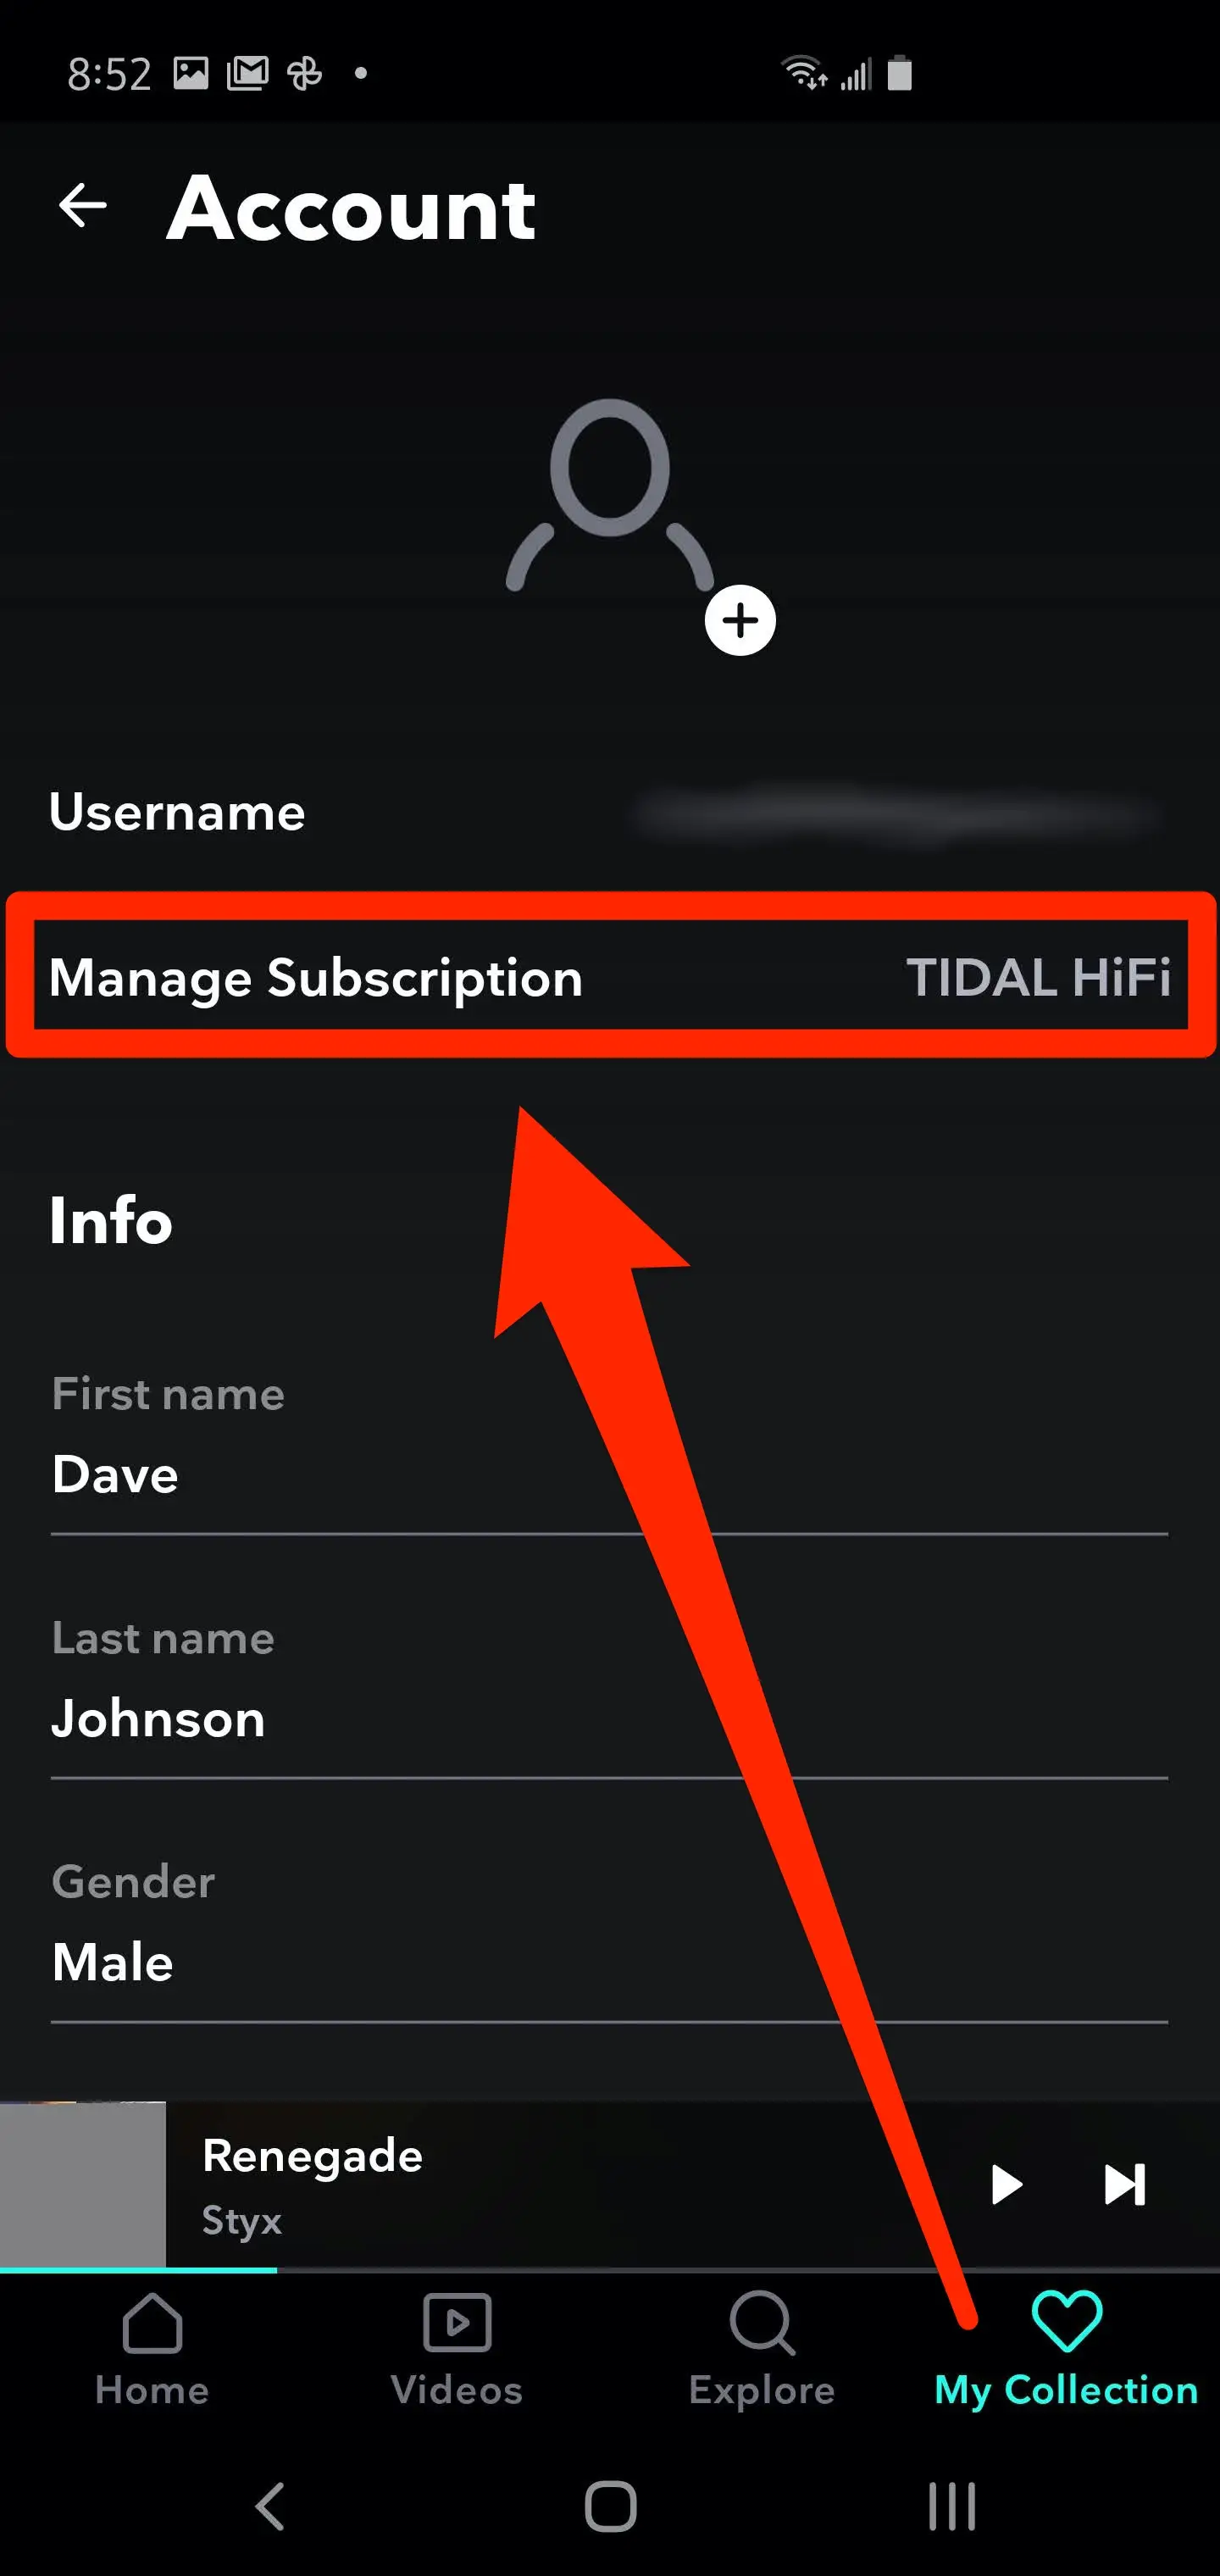 8:52
Account
Username
Manage Subscription TIDAL HiFi
Info
First name
Dave
Last name
Johnson
Gender
Male
Renegade
Styx
Home Videos Explore My Collection